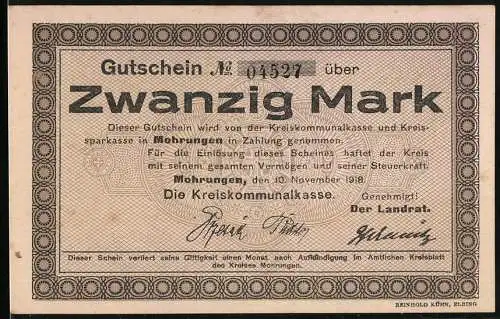 Gutschein № 04527 über
Zwanzig Mark
Dieser Gutschein wird von der Kreiskommunalkasse und Kreis-
sparkasse in Mohrungen in Zahlung genommen.
Für die Einlösung dieses Scheines haftet der Kreis
mit seinem gesamten Vermögen und seiner Steuerkraft.
Mohrungen, den 10. November 1918.
Die Kreiskommunalkasse.
Genehmigt!
Der Landrat.
Dieser Schein verliert seine Gültigkeit einen Monat nach Aufkündigung im Amtlichen Kreisblatt
des Kreises Mohrungen.
REINHOLD KÜHN, ELBING